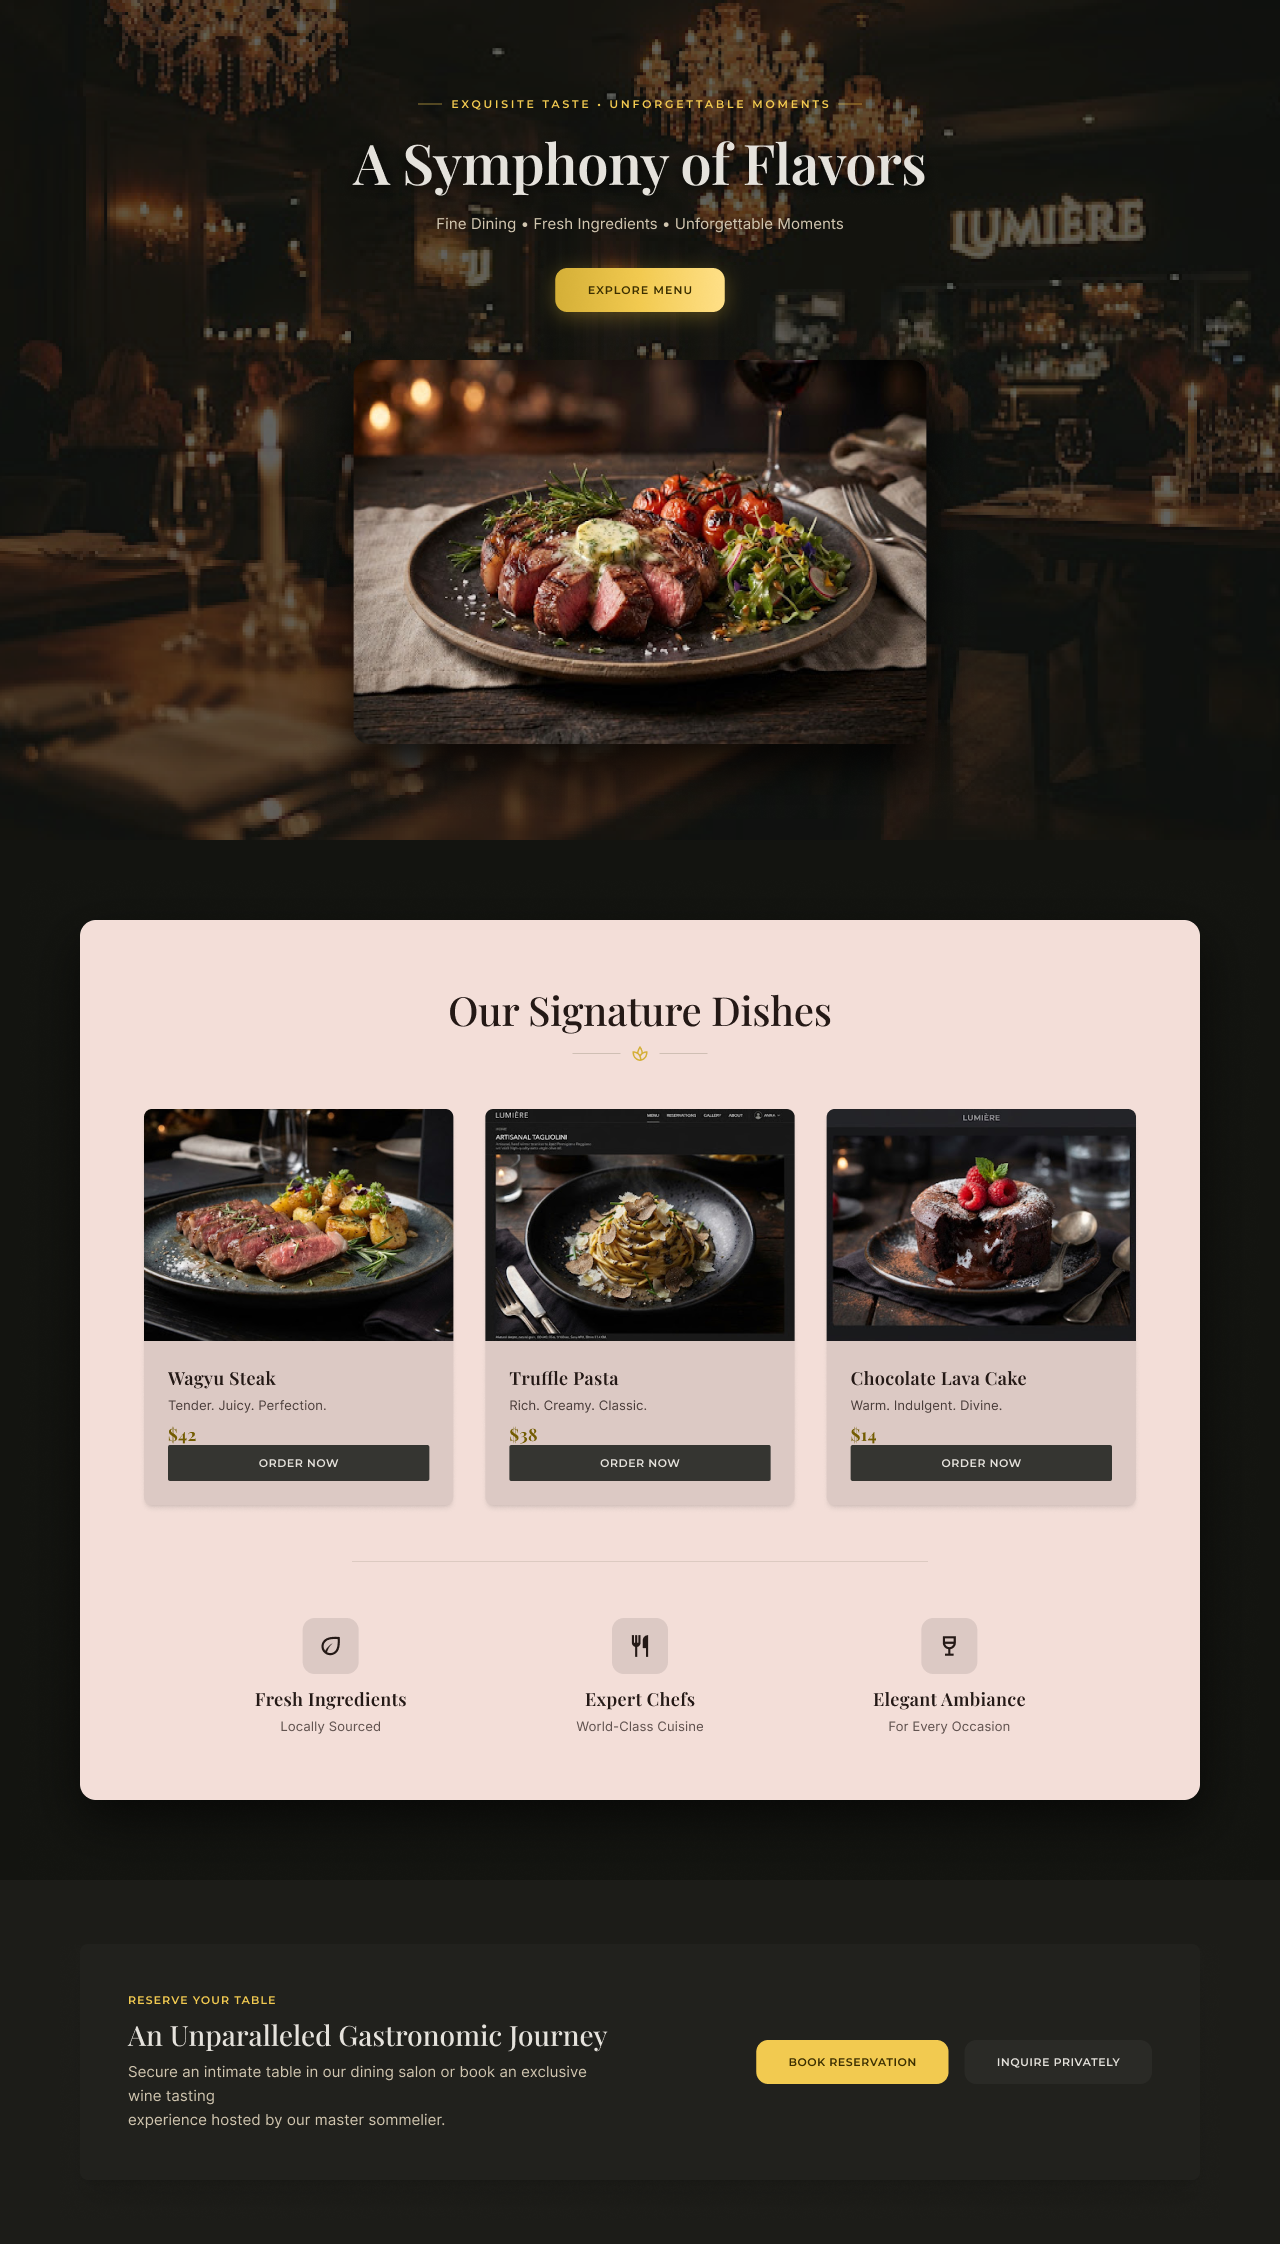 EXQUISITE TASTE • UNFORGETTABLE MOMENTS
A Symphony of Flavors
Fine Dining • Fresh Ingredients • Unforgettable Moments
LUMIÈRE
EXPLORE MENU
Our Signature Dishes
LUMIÈRE
MENU RESERVATIONS GALLERY ABOUT
ARTISANAL TAGLIOLINI
LUMIÈRE
Wagyu Steak
Tender. Juicy. Perfection.
$42
ORDER NOW
Truffle Pasta
Rich. Creamy. Classic.
$38
ORDER NOW
Chocolate Lava Cake
Warm. Indulgent. Divine.
$14
ORDER NOW
Fresh Ingredients
Locally Sourced
Expert Chefs
World-Class Cuisine
Elegant Ambiance
For Every Occasion
RESERVE YOUR TABLE
An Unparalleled Gastronomic Journey
Secure an intimate table in our dining salon or book an exclusive
wine tasting
experience hosted by our master sommelier.
BOOK RESERVATION
INQUIRE PRIVATELY